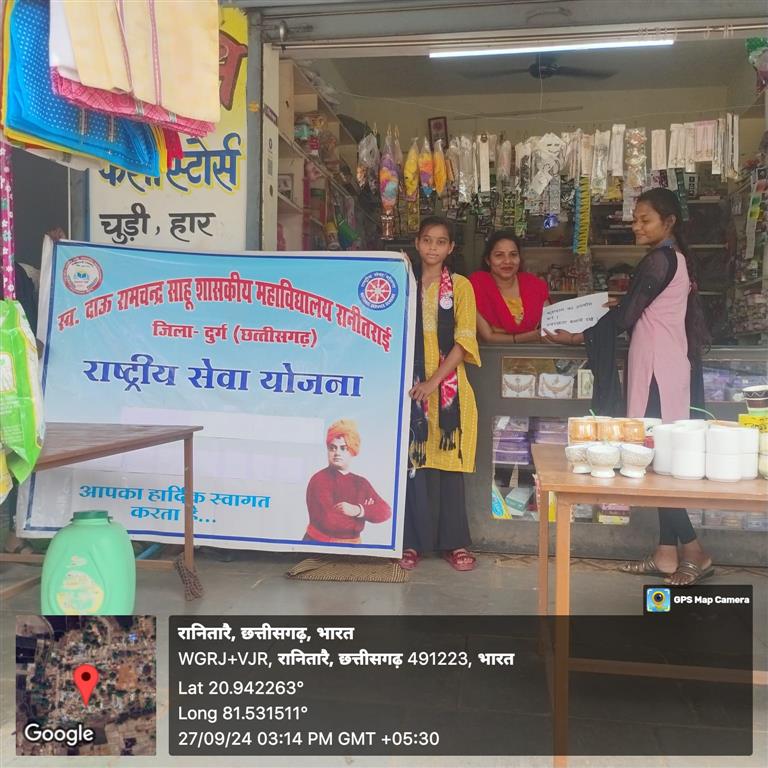 स्टोर्स
चुड़ी, हार
स्व. दाऊ रामचन्द्र साहू शासकीय महाविद्यालय रानीतराई
जिला- दुर्ग (छत्तीसगढ़)
राष्ट्रीय सेवा योजना
आपका हार्दिक स्वागत
करता है...
GPS Map Camera
रानितारै, छत्तीसगढ़, भारत
WGRJ+VJR, रानितारै, छत्तीसगढ़ 491223, भारत
Lat 20.942263°
Long 81.531511°
27/09/24 03:14 PM GMT +05:30
Google